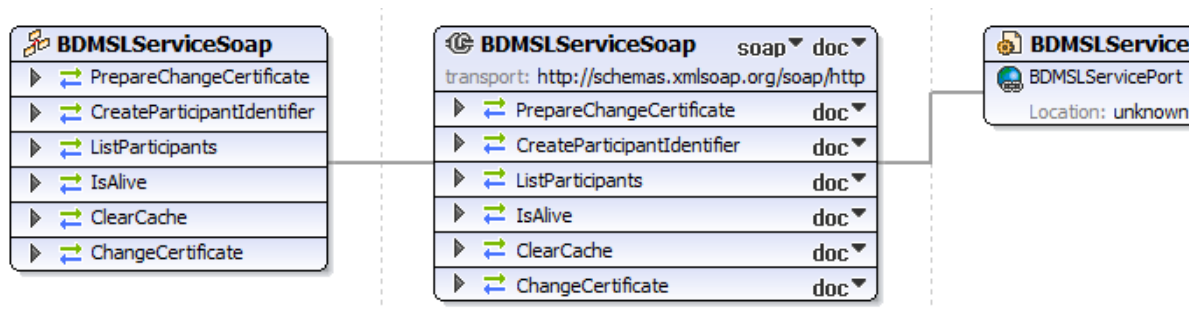 BDMSLServiceSoap
PrepareChangeCertificate
CreateParticipantIdentifier
ListParticipants
IsAlive
ClearCache
ChangeCertificate
BDMSLServiceSoap soap doc
transport: http://schemas.xmlsoap.org/soap/http
PrepareChangeCertificate doc
CreateParticipantIdentifier doc
ListParticipants doc
IsAlive doc
ClearCache doc
ChangeCertificate doc
BDMSLService
BDMSLServicePort
Location: unknown